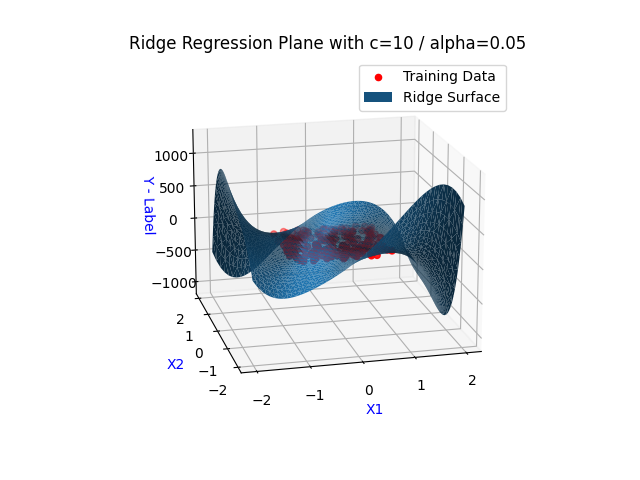 Ridge Regression Plane with c=10 / alpha=0.05
Training Data
Ridge Surface
1000
500
0
−500
−1000
Y - Label
2
1
0
−1
−2
X2
−2
−1
0
1
2
X1